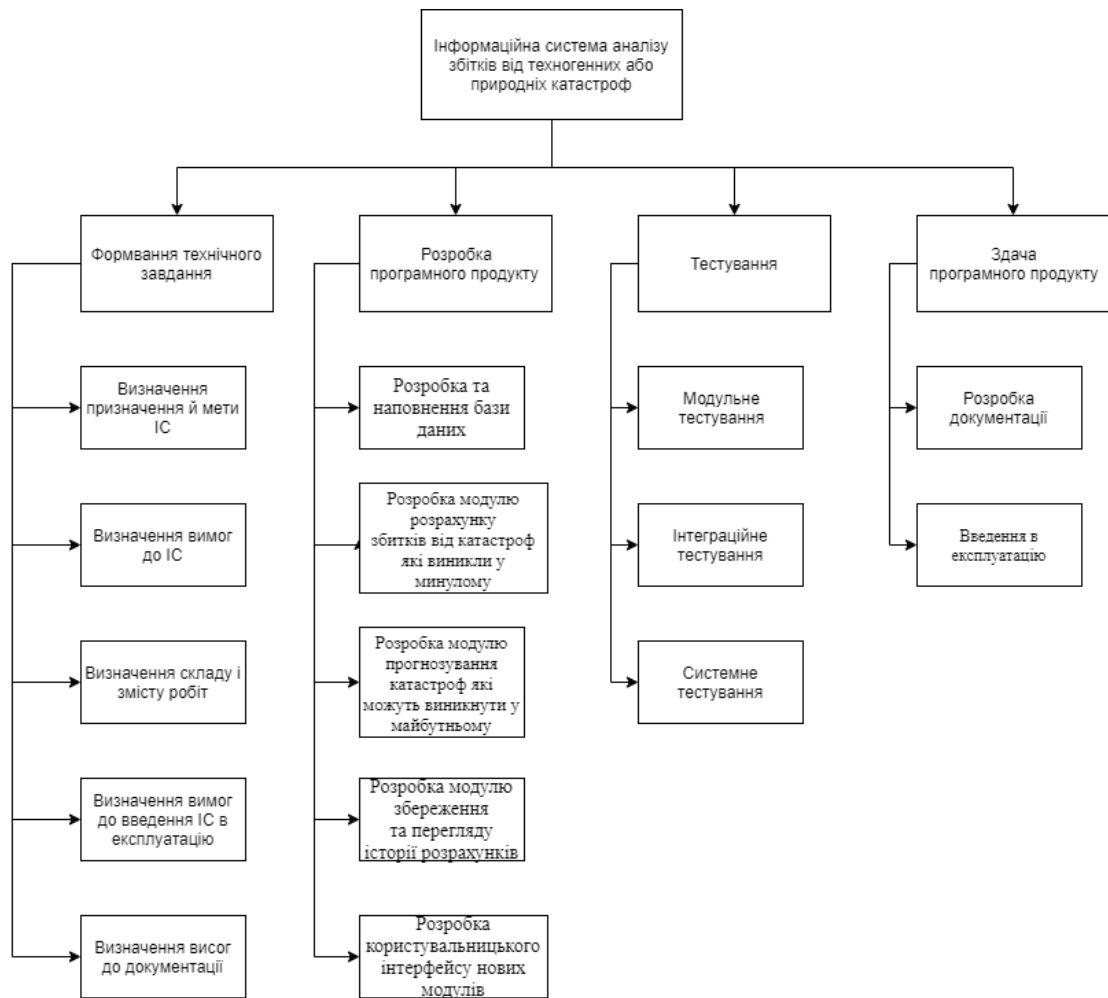 Інформаційна система аналізу
збітків від техногенних або
природніх катастроф
Формвання технічного
завдання
Розробка
програмного продукту
Тестування
Здача
програмного продукту
Визначення
призначення й мети
ІС
Розробка та
наповнення бази
даних
Модульне
тестування
Розробка
документації
Визначення вимог
до ІС
Розробка модулю
розрахунку
збитків від катастроф
які виникли у
минулому
Інтеграційне
тестування
Введення в
експлуатацію
Визначення складу і
змісту робіт
Розробка модулю
прогнозування
катастроф які
можуть виникнути у
майбутньому
Системне
тестування
Визначення вимог
до введення ІС в
експлуатацію
Розробка модулю
збереження
та перегляду
історії розрахунків
Визначення висог
до документації
Розробка
користувальницького
інтерфейсу нових
модулів